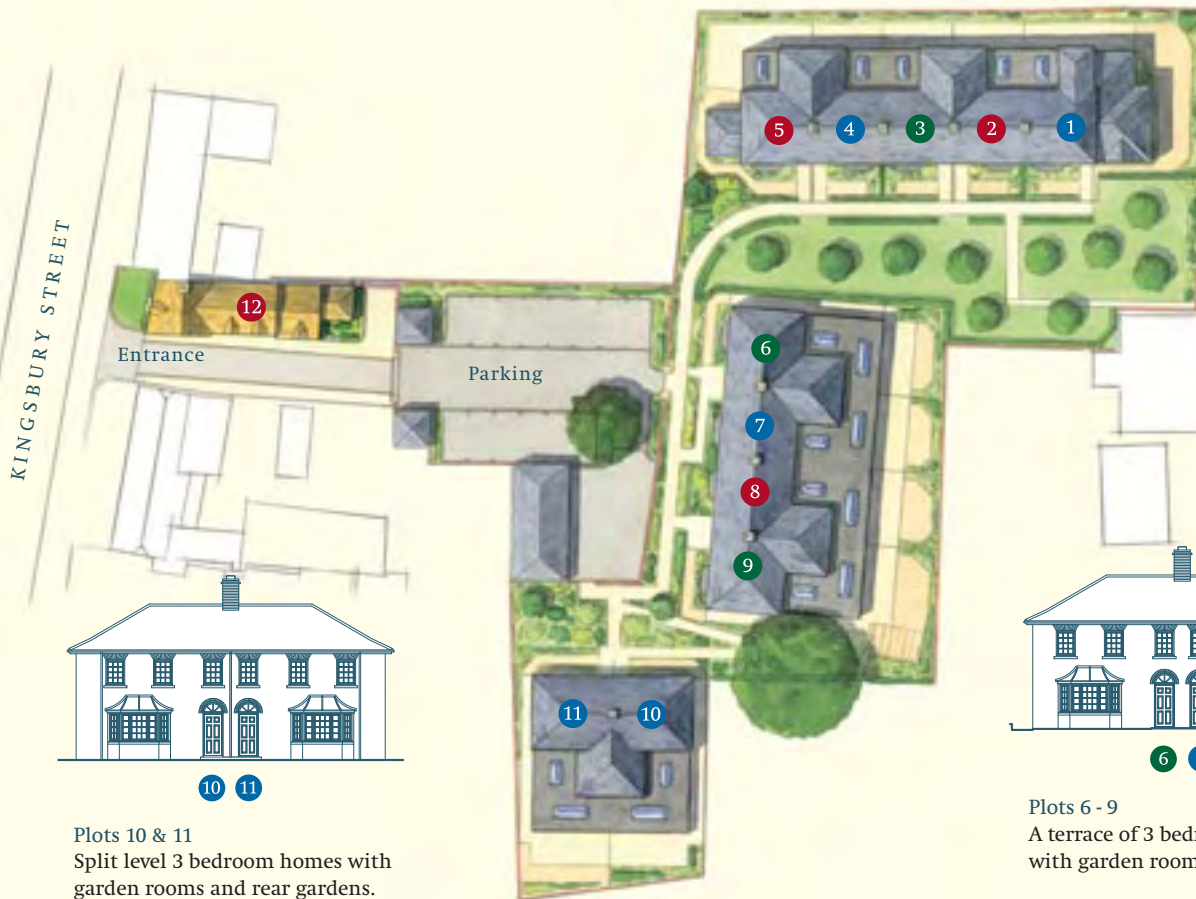 5 4 3 2 1
KINGSBURY STREET
12
Entrance
Parking
6
7
8
9
11 10
10 11
Plots 10 & 11
Split level 3 bedroom homes with
garden rooms and rear gardens.
6
Plots 6 - 9
A terrace of 3
with garden